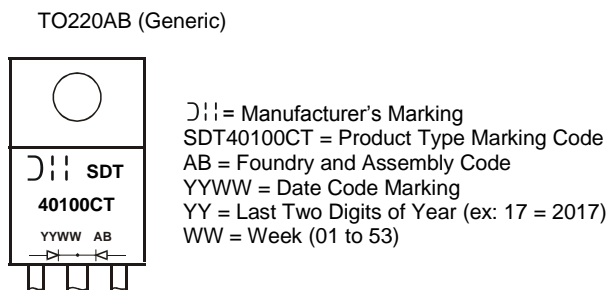 TO220AB (Generic)
SDT
40100CT
YYWW AB
= Manufacturer's Marking
SDT40100CT = Product Type Marking Code
AB = Foundry and Assembly Code
YYWW = Date Code Marking
YY = Last Two Digits of Year (ex: 17 = 2017)
WW = Week (01 to 53)